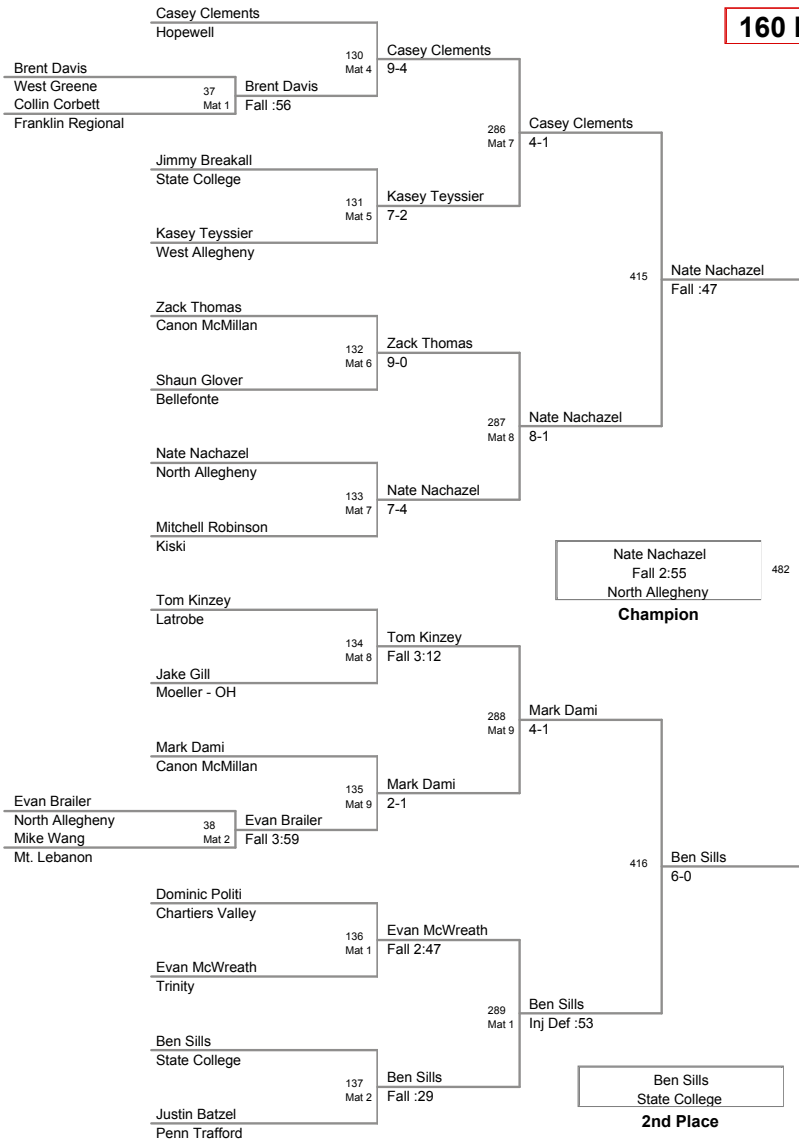 Casey Clements
160
Hopewell
130
Casey Clements
Mat 4
9-4
Brent Davis
West Greene
37
Brent Davis
Collin Corbett
Mat 1
Fall :56
Franklin Regional
286
Casey Clements
Mat 7
4-1
Jimmy Breakall
State College
131
Kasey Teyssier
Mat 5
7-2
Kasey Teyssier
West Allegheny
415
Nate Nachazel
Fall :47
Zack Thomas
Canon McMillan
132
Zack Thomas
Mat 6
9-0
Shaun Glover
Bellefonte
287
Nate Nachazel
Mat 8
8-1
Nate Nachazel
North Allegheny
133
Nate Nachazel
Mat 7
7-4
Mitchell Robinson
Kiski
Nate Nachazel
Fall 2:55
482
North Allegheny
Champion
Tom Kinzey
Latrobe
134
Tom Kinzey
Mat 8
Fall 3:12
Jake Gill
Moeller - OH
288
Mark Dami
Mat 9
4-1
Mark Dami
Canon McMillan
135
Mark Dami
Mat 9
2-1
Evan Brailer
North Allegheny
38
Evan Brailer
Mike Wang
Mat 2
Fall 3:59
Mt. Lebanon
416
Ben Sills
6-0
Dominic Politi
Chartiers Valley
136
Evan McWreath
Mat 1
Fall 2:47
Evan McWreath
Trinity
289
Ben Sills
Mat 1
Inj Def :53
Ben Sills
State College
137
Ben Sills
Mat 2
Fall :29
Justin Batzel
Penn Trafford
Ben Sills
State College
2nd Place